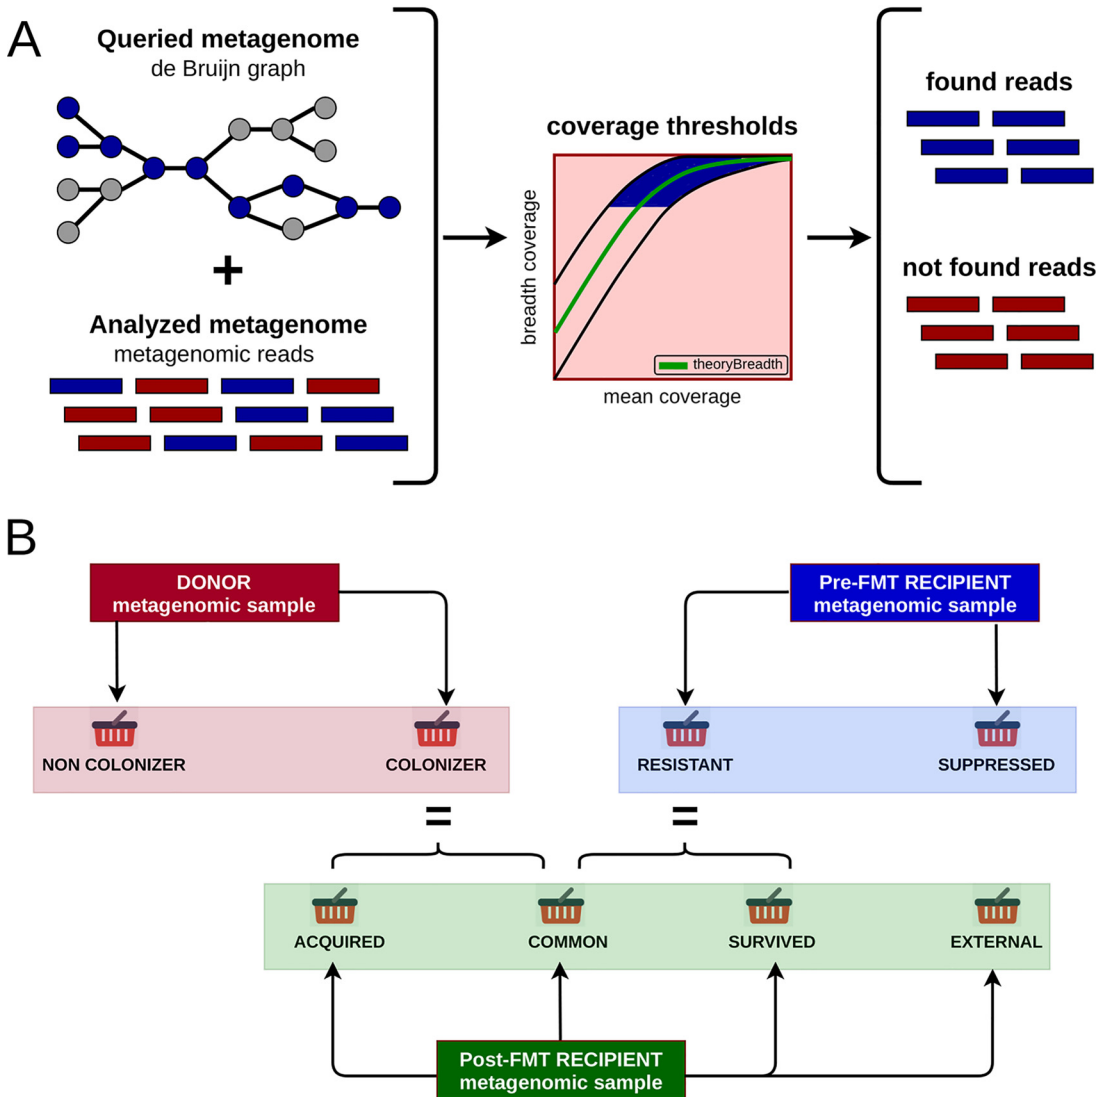 A
Queried metagenome
de Bruijn graph
+
Analyzed metagenome
metagenomic reads
coverage thresholds
breadth coverage
theoryBreadth
mean coverage
found reads
not found reads
B
DONOR
metagenomic sample
Pre-FMT RECIPIENT
metagenomic sample
NON COLONIZER
COLONIZER
RESISTANT
SUPPRESSED
=
=
ACQUIRED
COMMON
SURVIVED
EXTERNAL
Post-FMT RECIPIENT
metagenomic sample